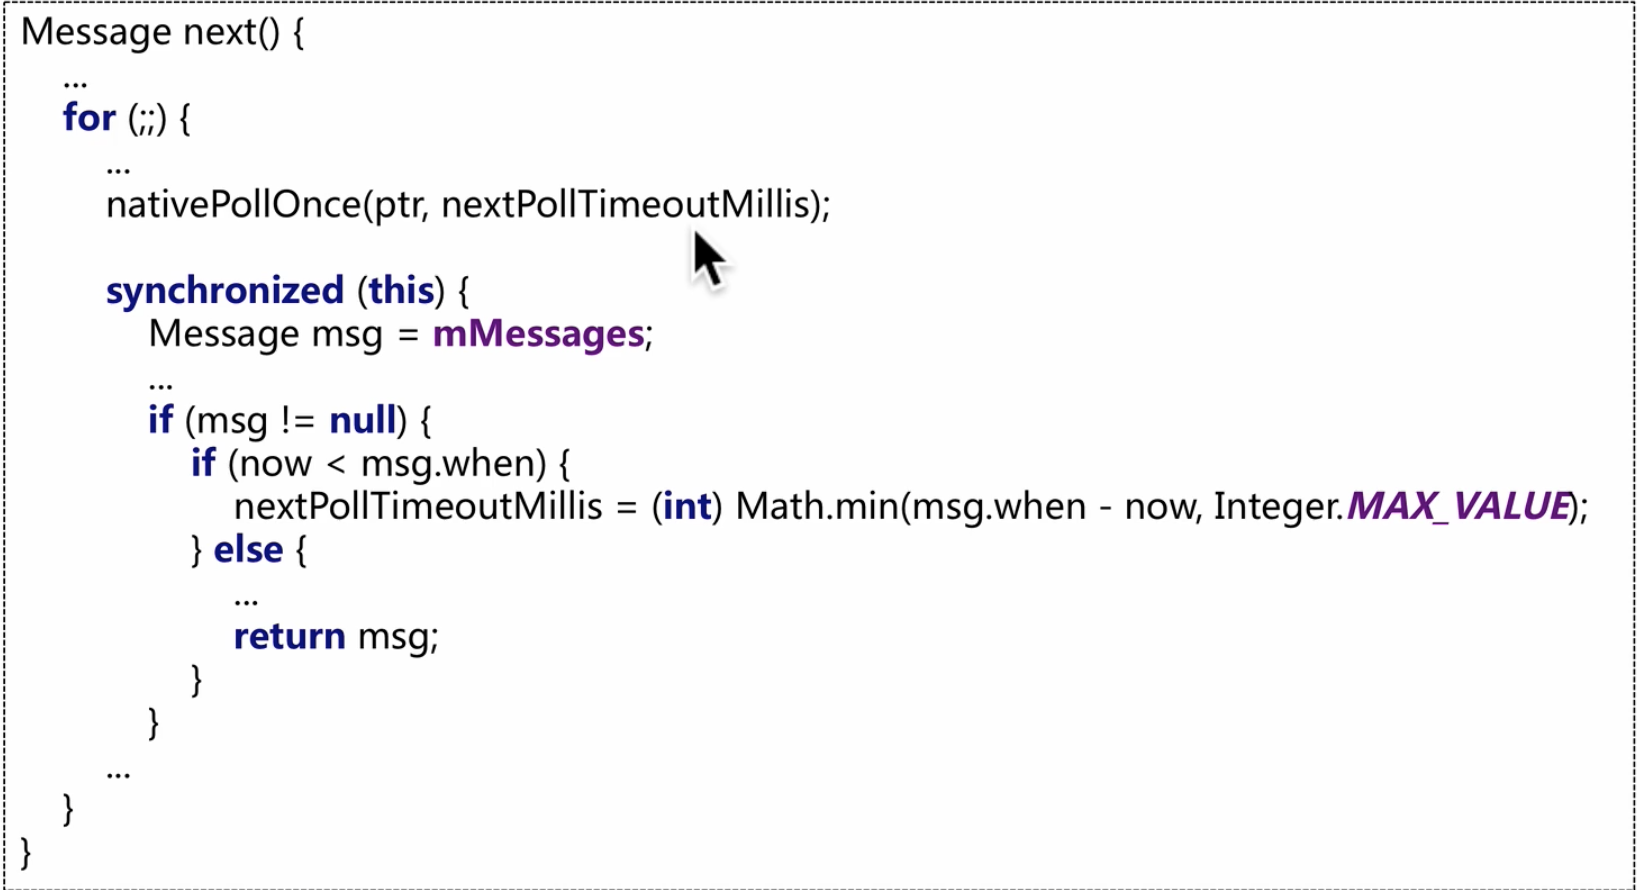 Message next() {
...
for (;;) {
...
nativePollOnce(ptr, nextPollTimeoutMillis);
synchronized (this) {
Message msg = mMessages;
...
if (msg != null) {
if (now < msg.when) {
nextPollTimeoutMillis = (int) Math.min(msg.when - now, Integer.MAX_VALUE);
} else {
...
return msg;
}
}
...
}
}